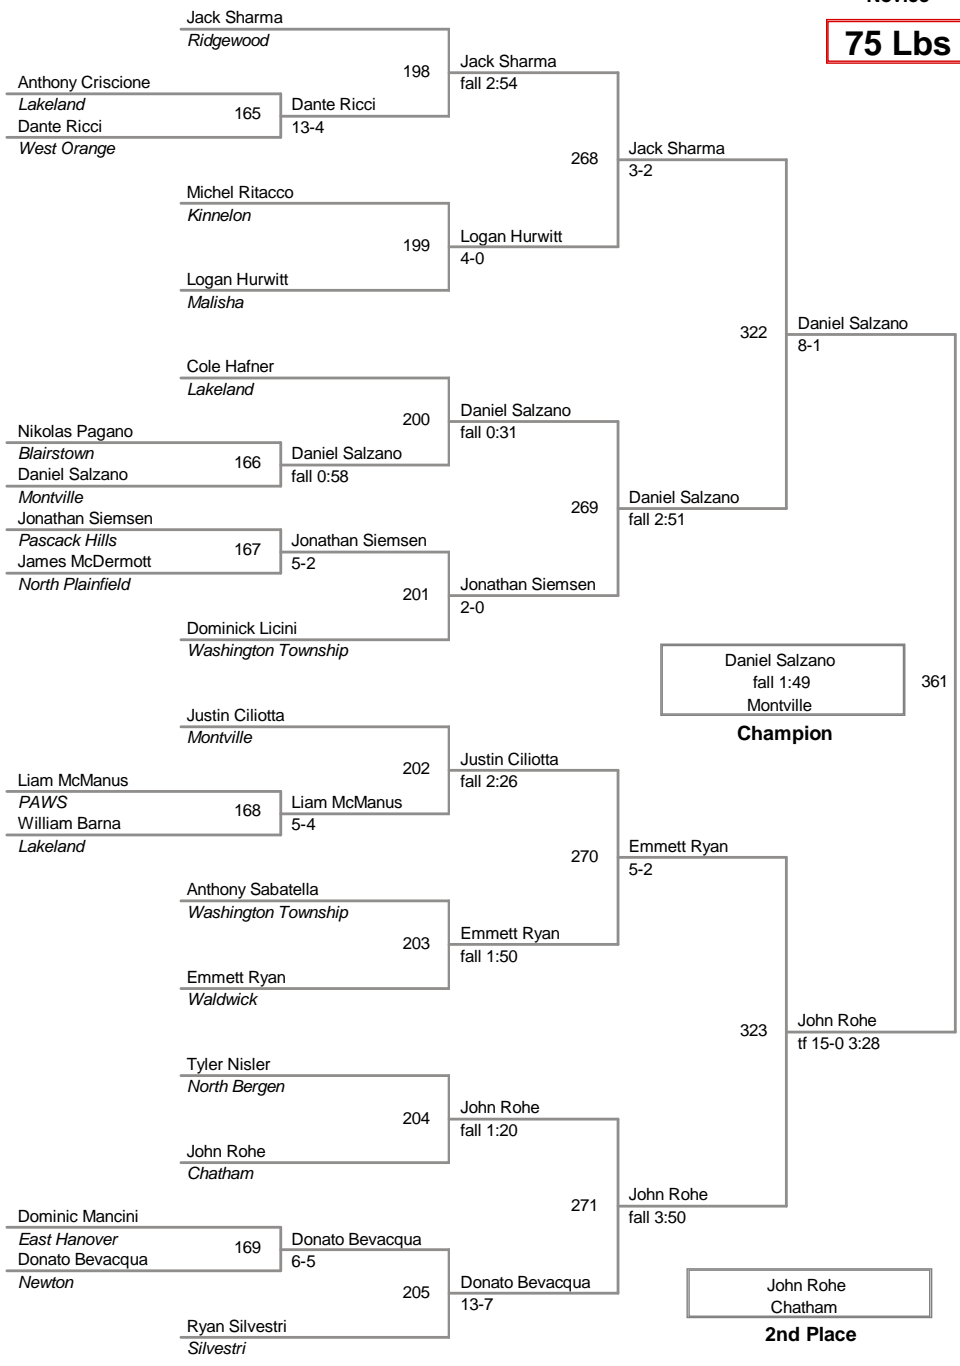 Novice
75 Lbs
Jack Sharma
Ridgewood
198
Jack Sharma
fall 2:54
Anthony Criscione
Lakeland
165
Dante Ricci
13-4
Dante Ricci
West Orange
268
Jack Sharma
3-2
Michel Ritacco
Kinnelon
199
Logan Hurwitt
4-0
Logan Hurwitt
Malisha
322
Daniel Salzano
8-1
Cole Hafner
Lakeland
200
Daniel Salzano
fall 0:31
Nikolas Pagano
Blairstown
166
Daniel Salzano
fall 0:58
Daniel Salzano
Montville
269
Daniel Salzano
fall 2:51
Jonathan Siemsen
Pascack Hills
167
Jonathan Siemsen
5-2
James McDermott
North Plainfield
201
Jonathan Siemsen
2-0
Dominick Licini
Washington Township
Daniel Salzano
fall 1:49
Montville
Champion
361
Justin Ciliotta
Montville
202
Justin Ciliotta
fall 2:26
Liam McManus
PAWS
168
Liam McManus
5-4
William Barna
Lakeland
270
Emmett Ryan
5-2
Anthony Sabatella
Washington Township
203
Emmett Ryan
fall 1:50
Emmett Ryan
Waldwick
323
John Rohe
tf 15-0 3:28
Tyler Nisler
North Bergen
204
John Rohe
fall 1:20
John Rohe
Chatham
271
John Rohe
fall 3:50
Dominic Mancini
East Hanover
169
Donato Bevacqua
6-5
Donato Bevacqua
Newton
205
Donato Bevacqua
13-7
Ryan Silvestri
Silvestri
John Rohe
Chatham
2nd Place